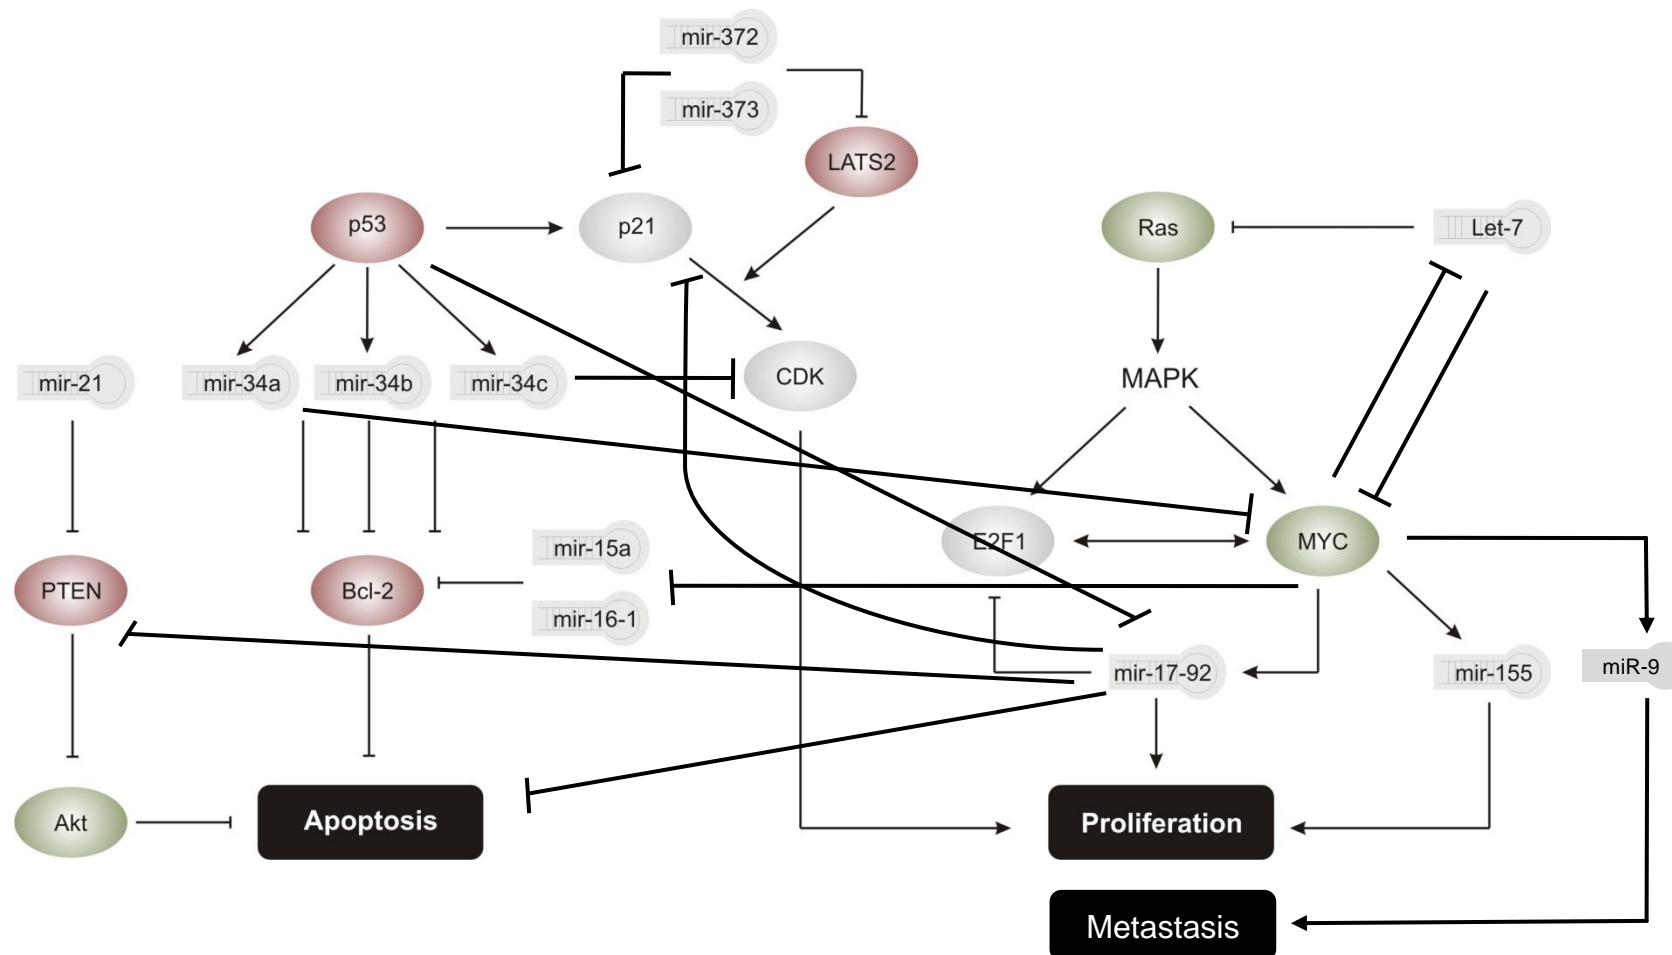 mir-372
mir-373
LATS2
p53
p21
Ras
Let-7
mir-21
mir-34a
mir-34b
mir-34c
CDK
MAPK
mir-15a
E2F1
MYC
PTEN
Bcl-2
mir-16-1
mir-17-92
mir-155
miR-9
Akt
Apoptosis
Proliferation
Metastasis